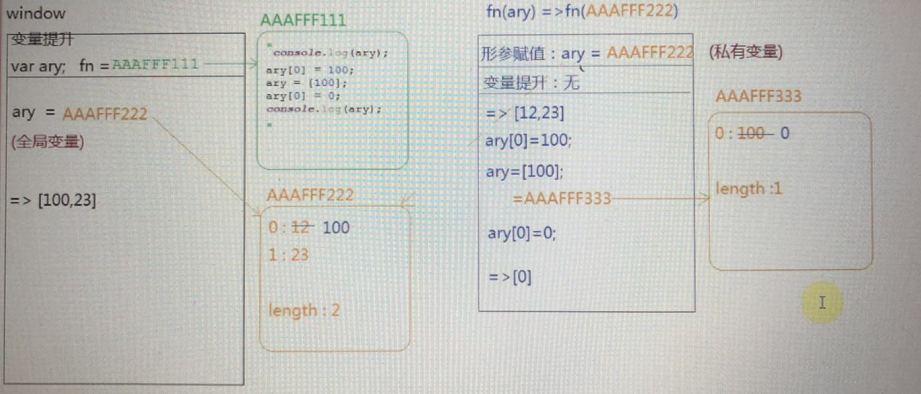 window
变量提升
var ary; fn = AAAFFF111
ary = AAAFFF222
(全局变量)
=> [100,23]
AAAFFF111
"
console.log(ary);
ary[0] = 100;
ary = [100];
ary[0] = 0;
console.log(ary);
"
AAAFFF222
0 : 12 100
1 : 23
length : 2
fn(ary) =>fn(AAAFFF222)
形参赋值：ary = AAAFFF222 (私有变量)
变量提升：无
=> [12,23]
ary[0]=100;
ary=[100];
=AAAFFF333
ary[0]=0;
=>[0]
AAAFFF333
0 : 100 0
length :1